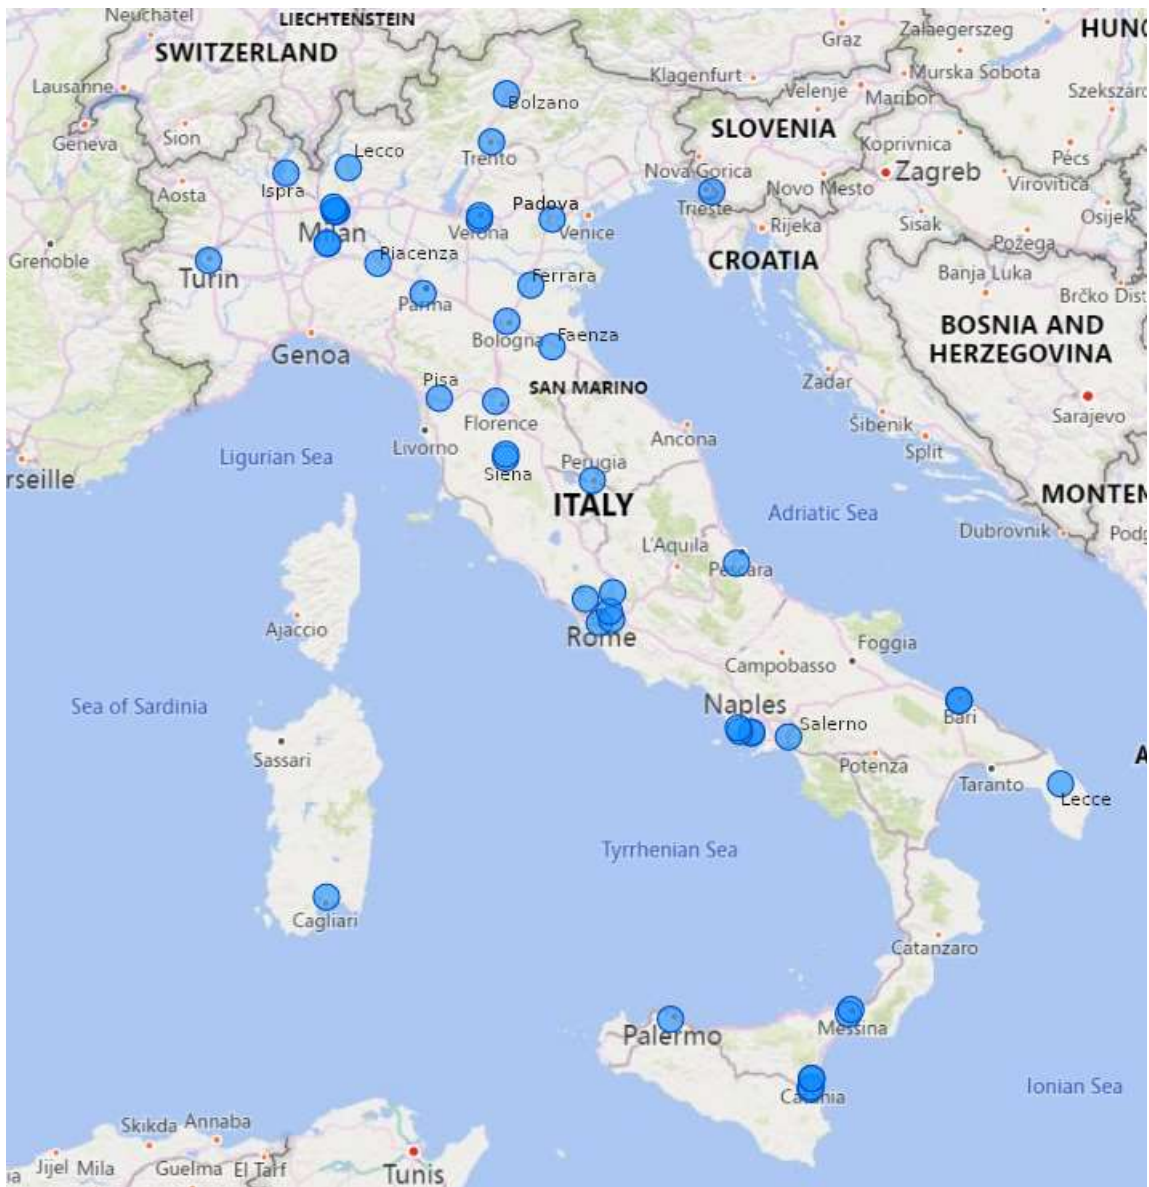 Neuchâtel
LIECHTENSTEIN
Graz
Zalaegerszeg
HUNG
SWITZERLAND
Klagenfurt
Murska Sobota
Lausanne
Bolzano
Velenje
Maribor
Szekszárd
Geneva
Sion
SLOVENIA
Koprivnica
Lecco
Trento
Pécs
Nova Gorica
Zagreb
Aosta
Ispra
Novo Mesto
Virovitica
Padova
Trieste
Osijek
Milan
Verona
Venice
Rijeka
Sisak
Požega
Grenoble
Piacenza
CROATIA
Turin
Ferrara
Banja Luka
Parma
Brčko Dist
Bologna
Faenza
BOSNIA AND
HERZEGOVINA
Genoa
Pisa
SAN MARINO
Zadar
Florence
Sarajevo
Livorno
Ancona
Šibenik
Ligurian Sea
Split
Siena
Perugia
rseille
ITALY
MONTEN
Adriatic Sea
Dubrovnik
Podg
L'Aquila
Pescara
Ajaccio
Rome
Foggia
Campobasso
Sea of Sardinia
Naples
Bari
Salerno
Sassari
Potenza
A
Taranto
Lecce
Tyrrhenian Sea
Cagliari
Catanzaro
Messina
Palermo
Ionian Sea
Catania
Skikda
Annaba
ia
Jijel
Mila
Guelma
El Tarf
Tunis